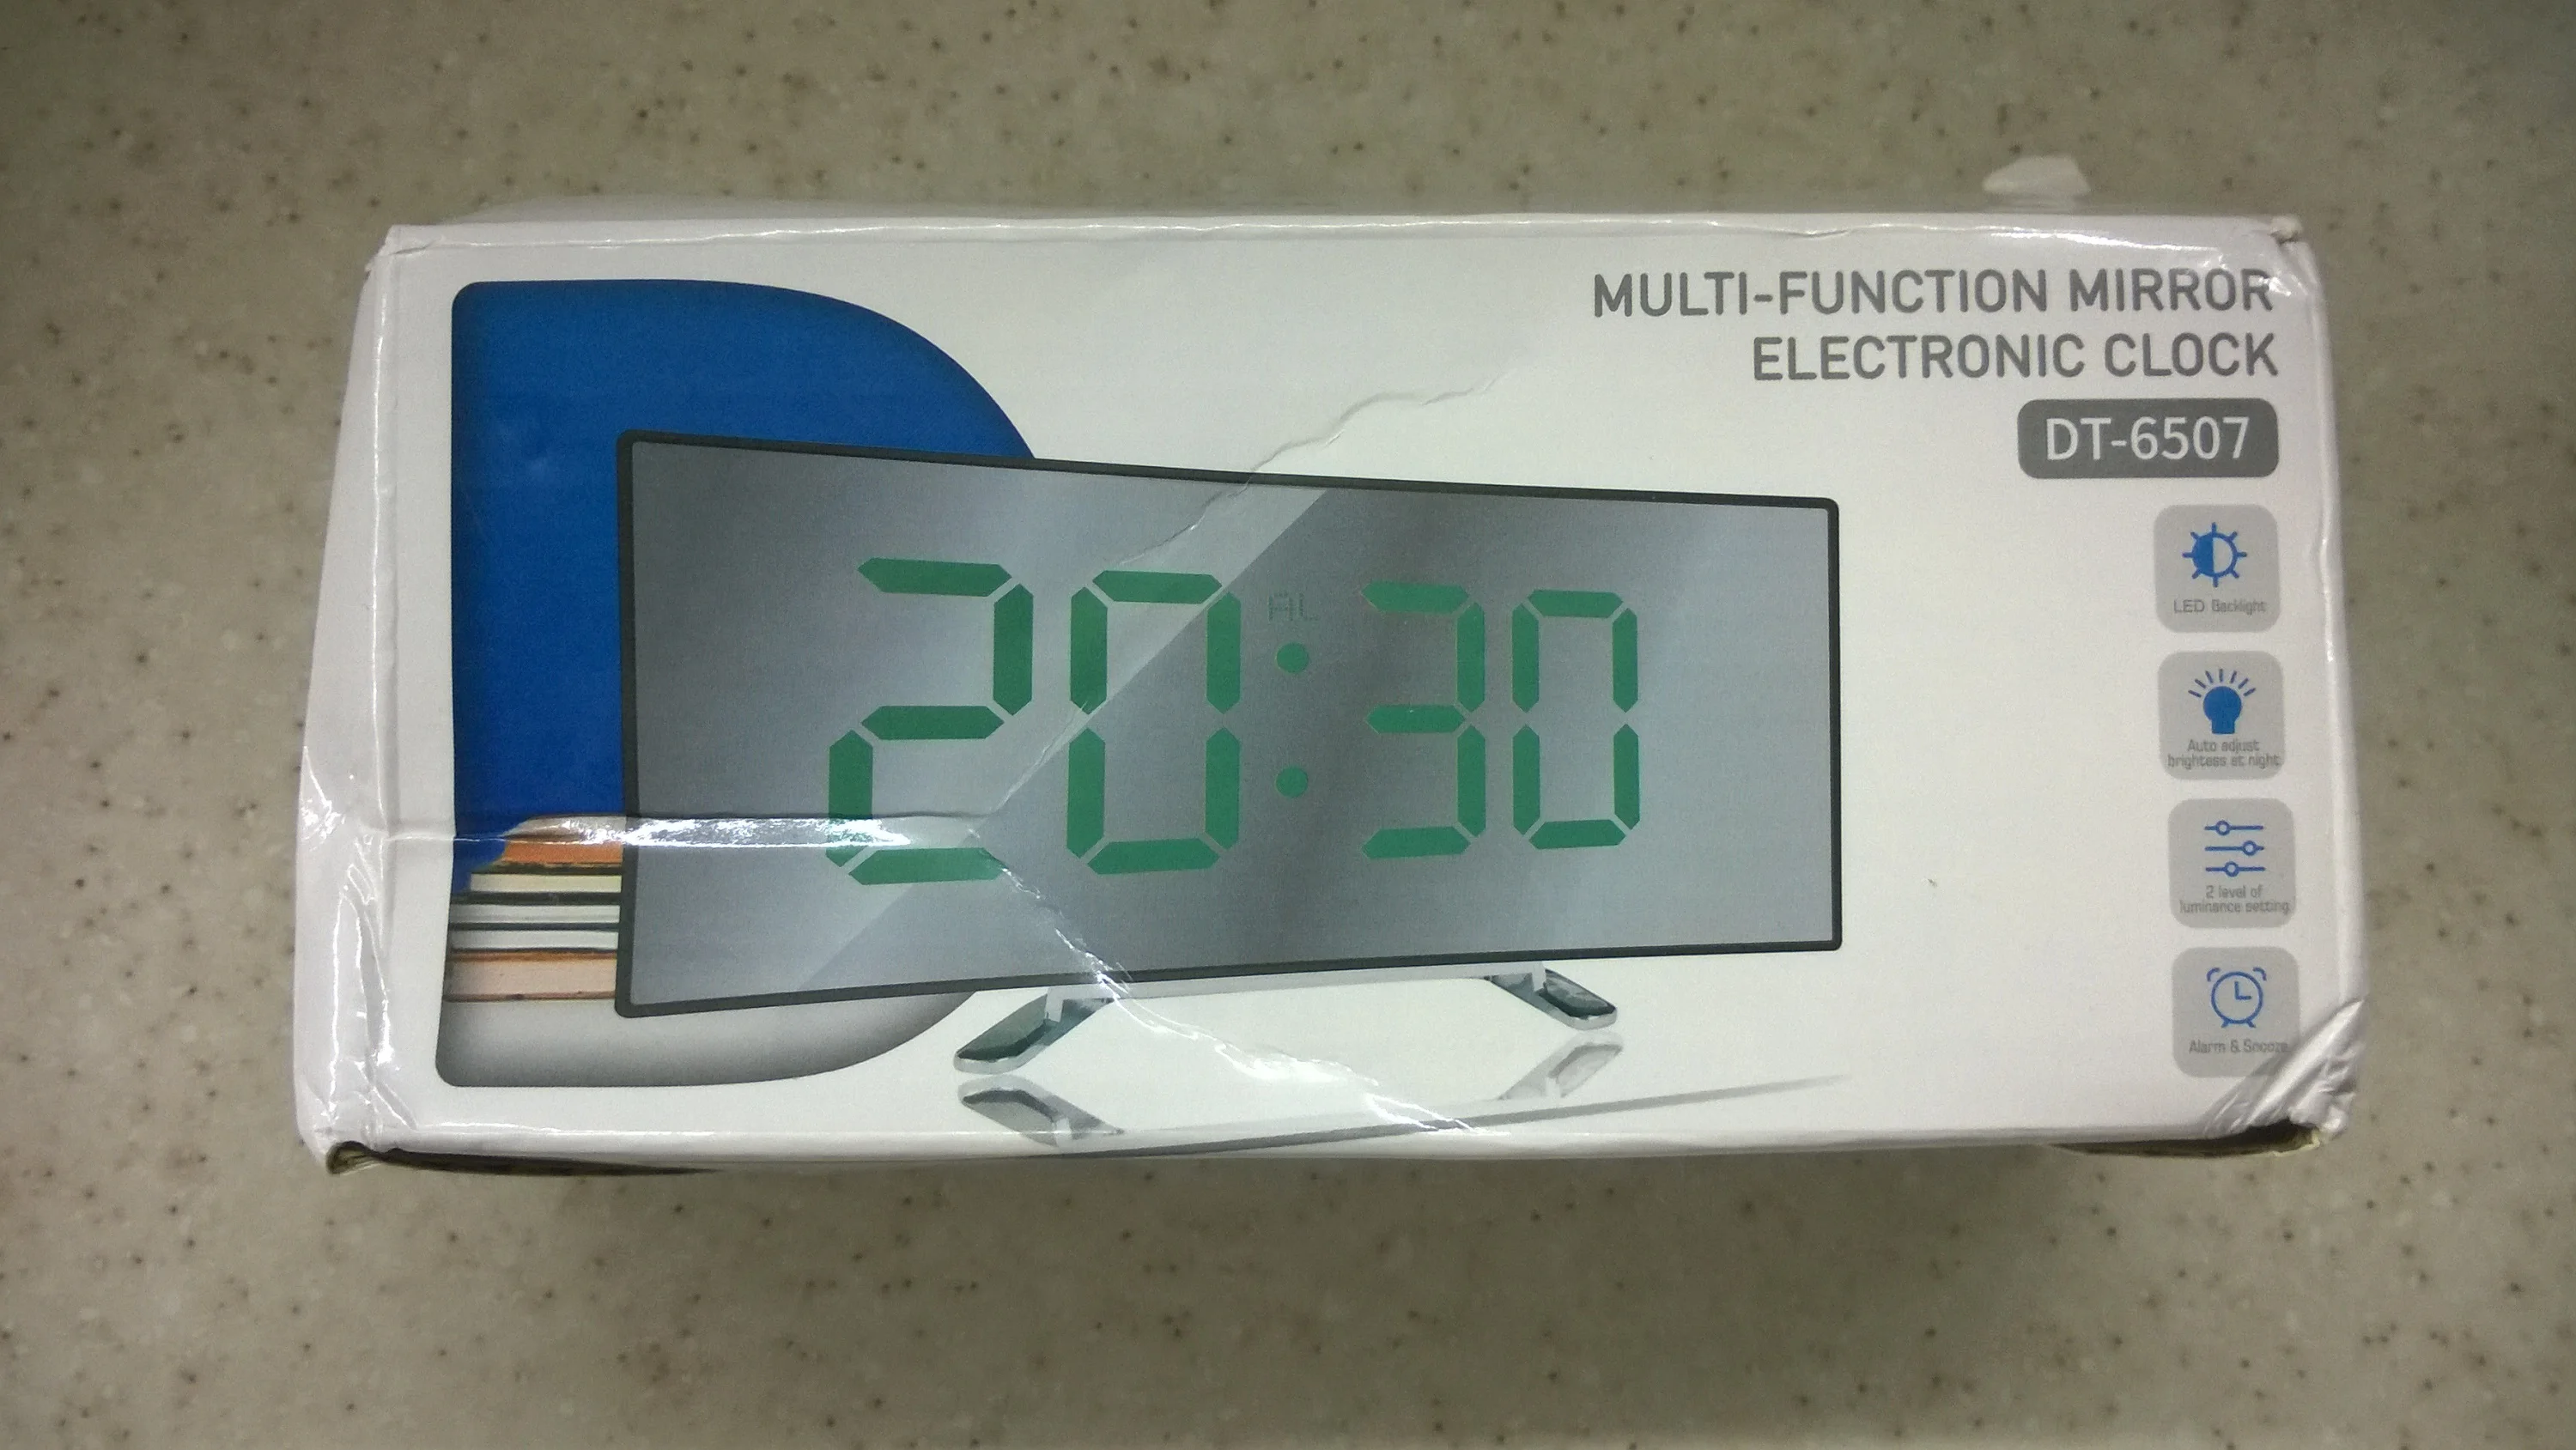 MULTI-FUNCTION MIRROR
ELECTRONIC CLOCK
DT-6507
AL
20:30
LED Backlight
Auto adjust
brightess at night
2 level of
luminance setting
Alarm & Snooze